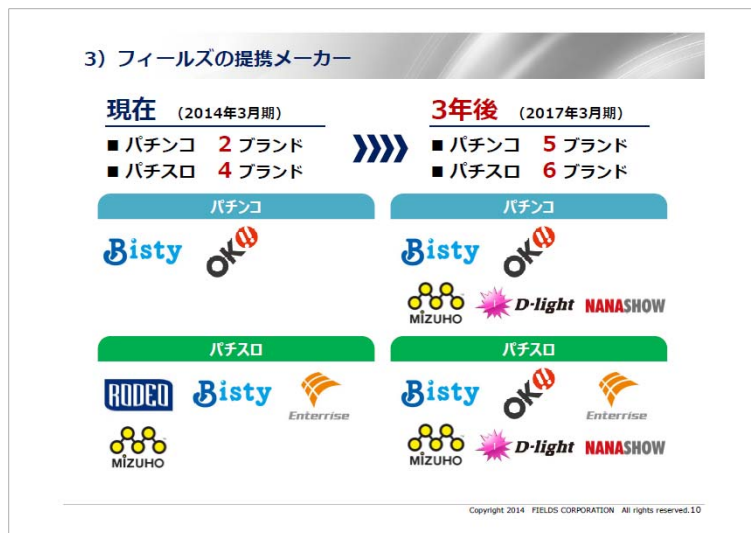 3）フィールズの提携メーカー
現在 （2014年3月期）
■ パチンコ 2 ブランド
■ パチスロ 4 ブランド
3年後 （2017年3月期）
■ パチンコ 5 ブランド
■ パチスロ 6 ブランド
パチンコ
Bisty OK!!
パチンコ
Bisty OK!!
MIZUHO D-light NANASHOW
パチスロ
RODEO Bisty Enterrise
MIZUHO
パチスロ
Bisty OK!! Enterrise
MIZUHO D-light NANASHOW
Copyright 2014 FIELDS CORPORATION All rights reserved.10